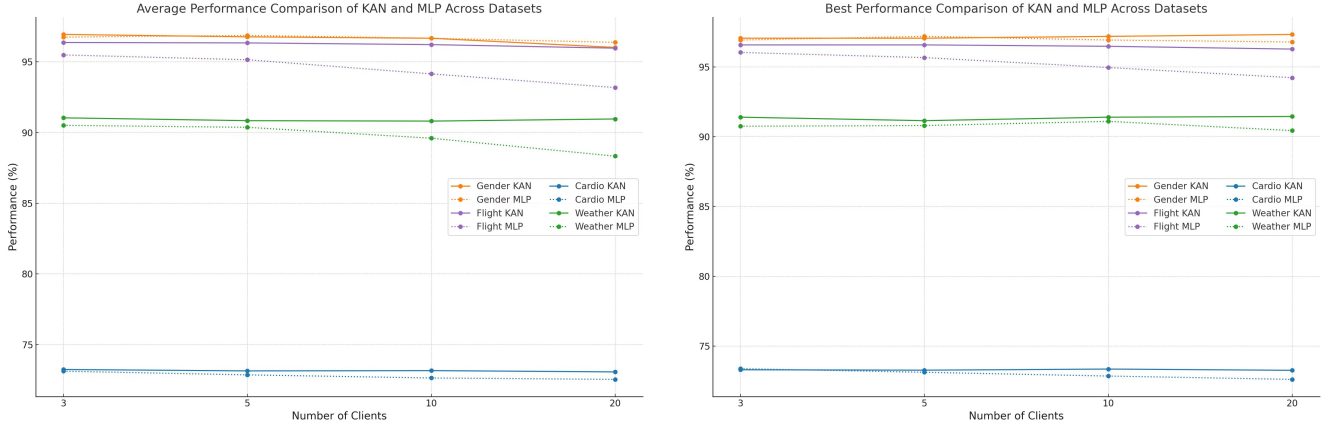 Average Performance Comparison of KAN and MLP Across Datasets
Performance (%)
95
90
85
80
75
Gender KAN
Gender MLP
Flight KAN
Flight MLP
Cardio KAN
Cardio MLP
Weather KAN
Weather MLP
3
5
10
20
Number of Clients
Best Performance Comparison of KAN and MLP Across Datasets
Performance (%)
95
90
85
80
75
Gender KAN
Gender MLP
Flight KAN
Flight MLP
Cardio KAN
Cardio MLP
Weather KAN
Weather MLP
3
5
10
20
Number of Clients